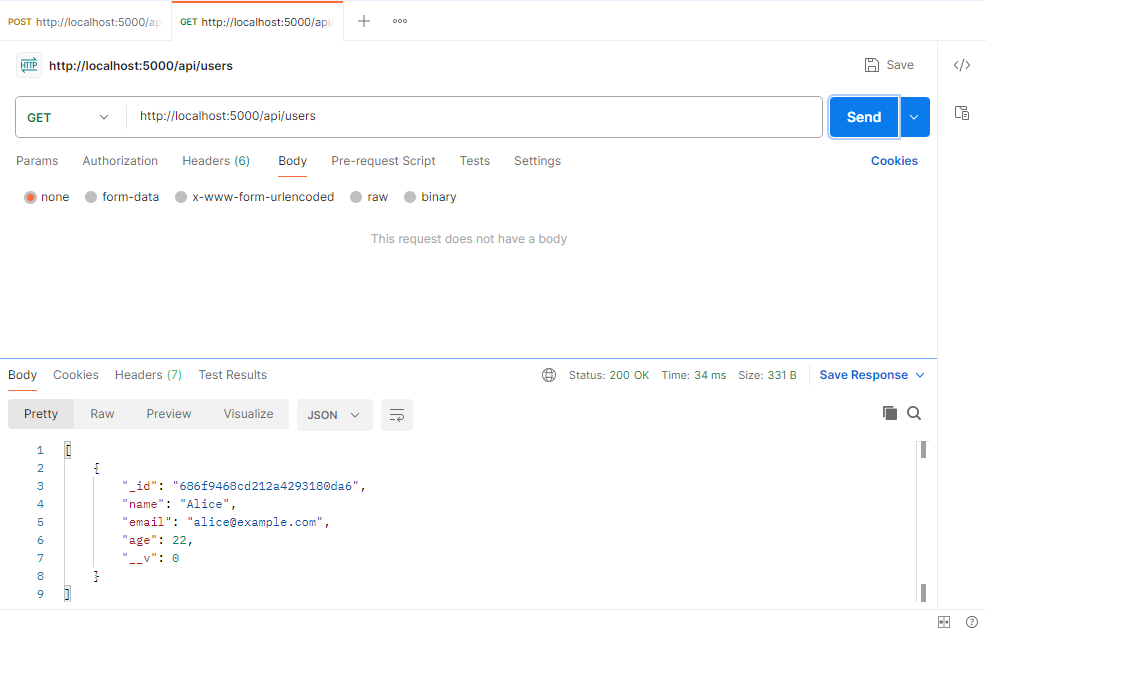 POST http://localhost:5000/ap GET http://localhost:5000/api/
HTTP http://localhost:5000/api/users Save
GET http://localhost:5000/api/users Send
Params Authorization Headers (6) Body Pre-request Script Tests Settings Cookies
none form-data x-www-form-urlencoded raw binary
This request does not have a body
Body Cookies Headers (7) Test Results Status: 200 OK Time: 34 ms Size: 331 B Save Response
Pretty Raw Preview Visualize JSON
1 [
2 {
3 "_id": "686f9468cd212a4293180da6",
4 "name": "Alice",
5 "email": "alice@example.com",
6 "age": 22,
7 "__v": 0
8 }
9 ]